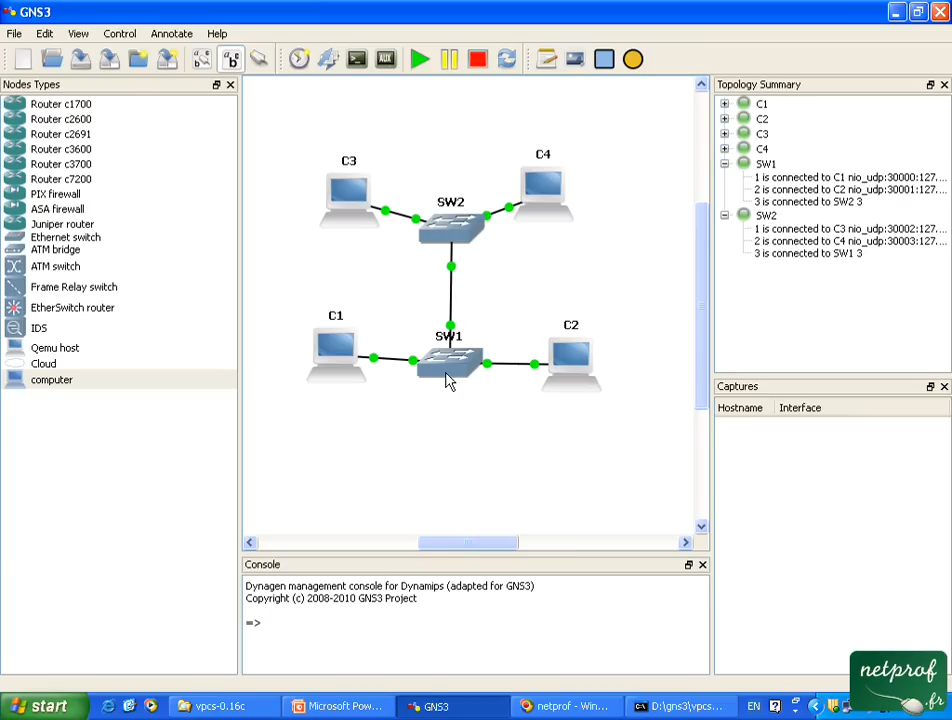 GNS3
File Edit View Control Annotate Help
Nodes Types
Router c1700
Router c2600
Router c2691
Router c3600
Router c3700
Router c7200
PIX firewall
ASA firewall
Juniper router
Ethernet switch
ATM bridge
ATM switch
Frame Relay switch
EtherSwitch router
IDS
Qemu host
Cloud
computer
C3
C4
SW2
C1
SW1
C2
Topology Summary
C1
C2
C3
C4
SW1
1 is connected to C1 nio_udp:30000:127....
2 is connected to C2 nio_udp:30001:127....
3 is connected to SW2 3
SW2
1 is connected to C3 nio_udp:30002:127....
2 is connected to C4 nio_udp:30003:127....
3 is connected to SW1 3
Captures
Hostname Interface
Console
Dynagen management console for Dynamips (adapted for GNS3)
Copyright (c) 2008-2010 GNS3 Project
=>
netprof
.fr
start
vpcs-0.16c
Microsoft Pow...
GNS3
netprof - Win...
D:\gns3\vpcs...
EN
AUX